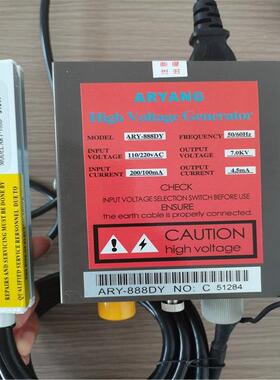 ARYANG
High Voltage Generator
MODEL ARY-888DY FREQUENCY 50/60Hz
INPUT VOLTAGE 110/220vAC OUTPUT VOLTAGE 7.0KV
INPUT CURRENT 200/100mA OUTPUT CURRENT 4.5mA
CHECK
INPUT VOLTAGE SELECTION SWITCH BEFORE USE
ENSURE
the earth cable is properly connected.
CAUTION
high voltage
ARY-888DY NO: C 51284
REPAIRS AND SERVICING MUST BE DONE BY
QUALIFIED SERVICE PERSONNEL DUE TO